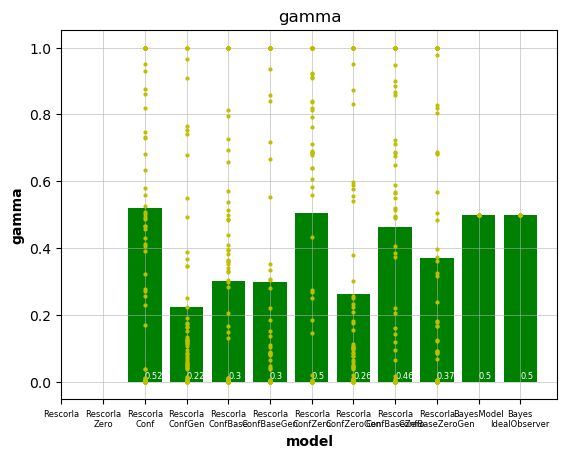 gamma
gamma
1.0
0.8
0.6
0.4
0.2
0.0
0.52
0.22
0.3
0.3
0.5
0.26
0.46
0.37
0.5
0.5
Rescorla
Rescorla
Zero
Rescorla
Conf
Rescorla
ConfGen
Rescorla
ConfBase
Rescorla
ConfBaseGen
Rescorla
ConfZero
Rescorla
ConfZeroGen
Rescorla
ConfBaseZero
Rescorla
ConfBaseZeroGen
BayesModel
Bayes
IdealObserver
model